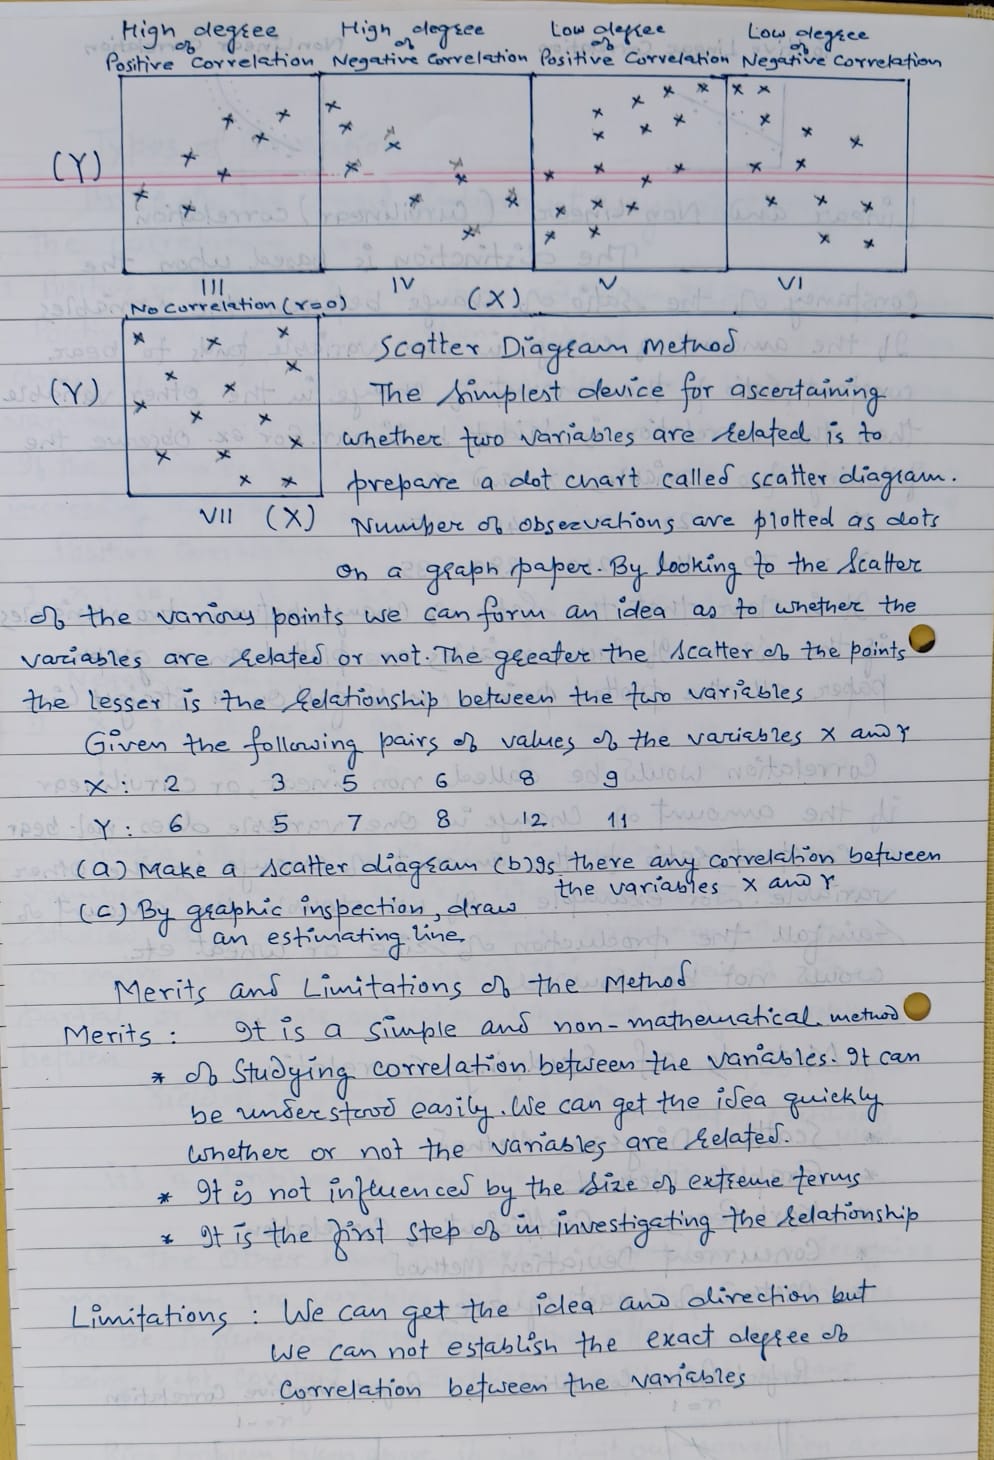 High degree of Positive Correlation
High degree of Negative Correlation
Low degree of Positive Correlation
Low degree of Negative Correlation
(Y)
III
IV
(X)
V
VI
No Correlation (r=0)
(Y)
VII (X)
Scatter Diagram Method
The simplest device for ascertaining
whether two variables are related is to
prepare a dot chart called scatter diagram.
Number of observations are plotted as dots
on a graph paper. By looking to the scatter
of the various points we can form an idea as to whether the
variables are related or not. The greater the scatter of the points
the lesser is the relationship between the two variables
Given the following pairs of values of the variables X and Y
X : 2 3 5 6 8 9
Y : 6 5 7 8 12 11
(a) Make a scatter diagram (b) Is there any correlation between
the variables X and Y
(c) By graphic inspection, draw
an estimating line.
Merits and Limitations of the Method
Merits : It is a simple and non-mathematical method
* of studying correlation between the variables. It can
be understood easily. We can get the idea quickly
whether or not the variables are related.
* It is not influenced by the size of extreme terms
* It is the first step of in investigating the relationship
Limitations : We can get the idea and direction but
we can not establish the exact degree of
correlation between the variables